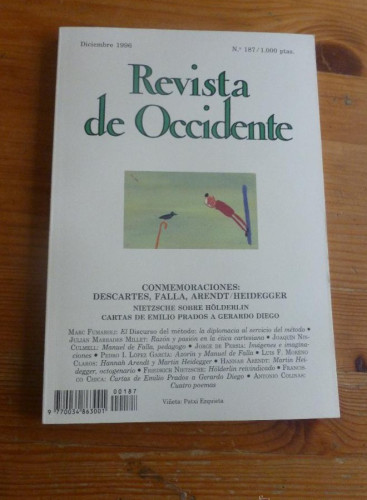 Diciembre 1996
N.º 187/1.000 ptas.
Revista
de Occidente
CONMEMORACIONES:
DESCARTES, FALLA, ARENDT/HEIDEGGER
NIETZSCHE SOBRE HÖLDERLIN
CARTAS DE EMILIO PRADOS A GERARDO DIEGO
MARC FUMAROLI: El Discurso del método: la diplomacia al servicio del método •
JULIÁN MARRADES MILLET: Razón y pasión en la ética cartesiana • JOAQUÍN NIN-
CULMELL: Manuel de Falla, pedagogo • JORGE DE PERSIA: Imágenes e imagina-
ciones • PEDRO I. LÓPEZ GARCÍA: Azorín y Manuel de Falla • LUIS F. MORENO
CLAROS: Hannah Arendt y Martin Heidegger • HANNAH ARENDT: Martin Hei-
degger, octogenario • FRIEDRICH NIETZSCHE: Hölderlin reivindicado • FRANCIS-
CO CHICA: Cartas de Emilio Prados a Gerardo Diego • ANTONIO COLINAS:
Cuatro poemas
00187
9 770034 863001
Viñeta: